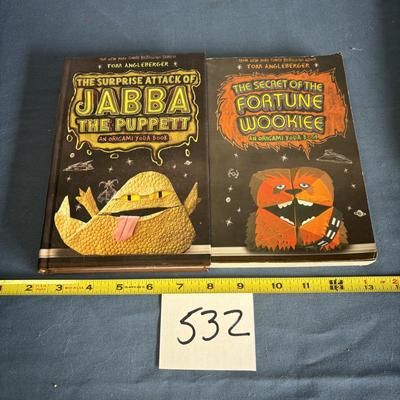 THE NEW YORK TIMES BESTSELLING SERIES!
TOM ANGLEBERGER
THE SURPRISE ATTACK OF
JABBA
THE PUPPETT
AN ORIGAMI YODA BOOK
TOM ANGLEBERGER
THE SECRET OF THE
FORTUNE
WOOKIEE
AN ORIGAMI YODA BOOK
2 3 4 5 6 7 8 9 10 11 12 13
532